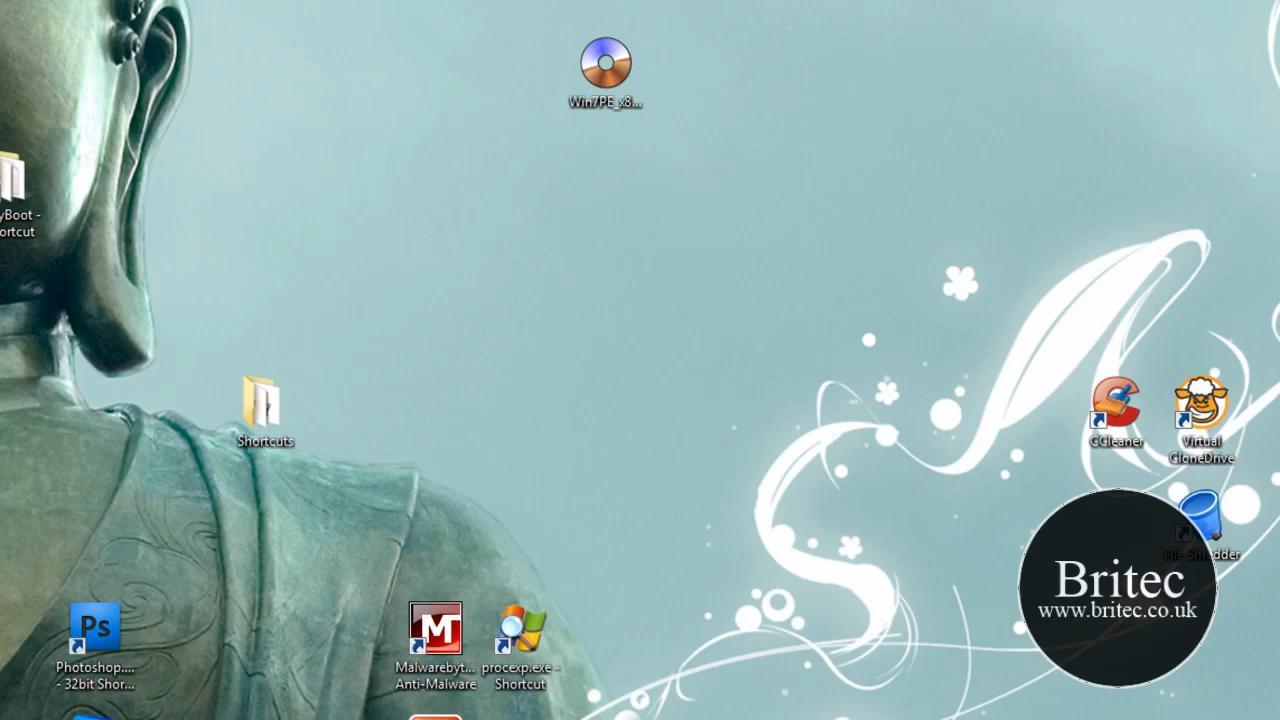 Win7PE_x8...
yBoot -
ortcut
Shortcuts
CCleaner
Virtual
CloneDrive
File Shredder
Britec
www.britec.co.uk
Ps
Photoshop....
- 32bit Shor...
M
Malwarebyt...
Anti-Malware
procexp.exe -
Shortcut